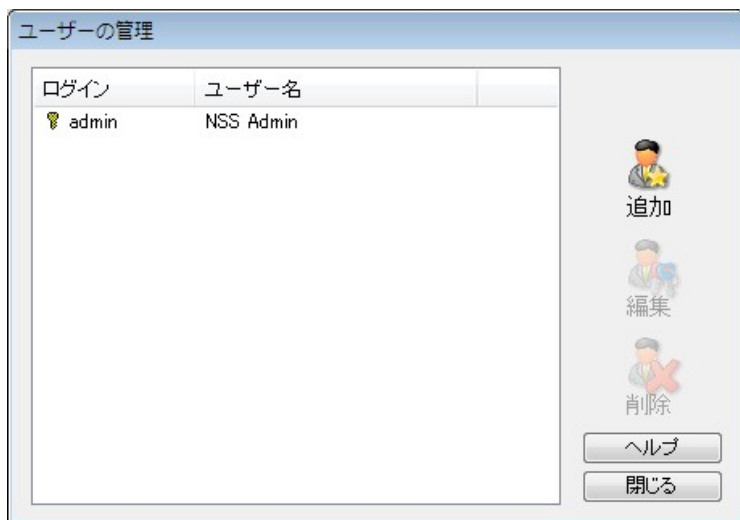 ユーザーの管理
ログイン ユーザー名
admin NSS Admin
追加
編集
削除
ヘルプ
閉じる